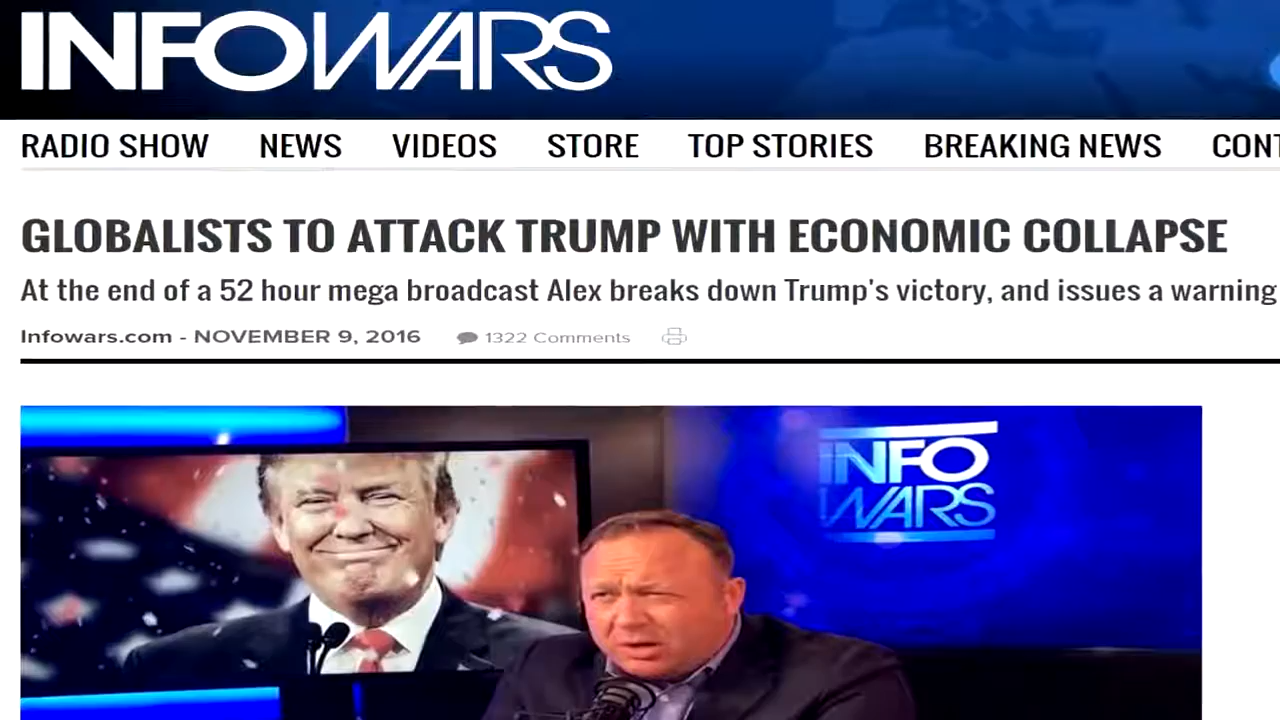 INFOWARS
RADIO SHOW NEWS VIDEOS STORE TOP STORIES BREAKING NEWS CONT
GLOBALISTS TO ATTACK TRUMP WITH ECONOMIC COLLAPSE
At the end of a 52 hour mega broadcast Alex breaks down Trump's victory, and issues a warning
Infowars.com - NOVEMBER 9, 2016 1322 Comments
INFO
WARS